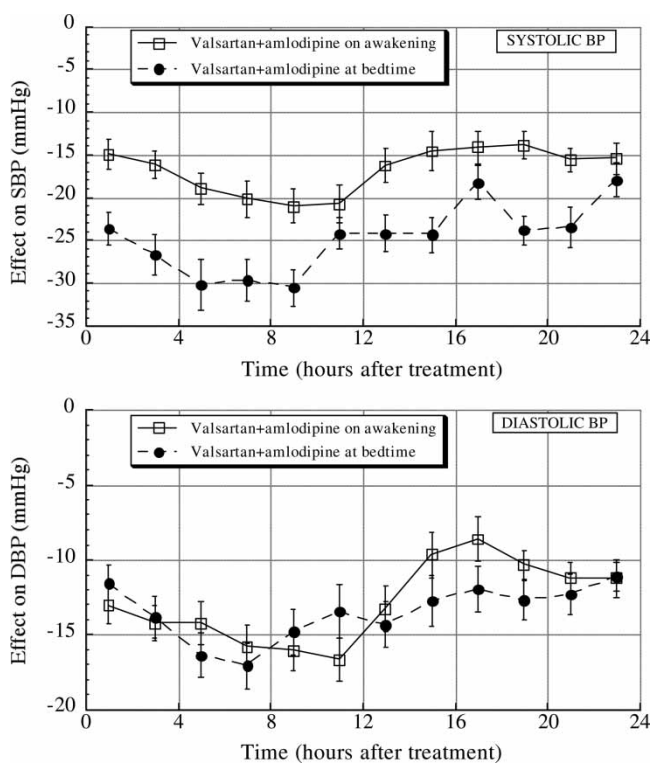 0
Valsartan+amlodipine on awakening
SYSTOLIC BP
Valsartan+amlodipine at bedtime
-5
-10
-15
-20
-25
-30
-35
Effect on SBP (mmHg)
0 4 8 12 16 20 24
Time (hours after treatment)
0
Valsartan+amlodipine on awakening
DIASTOLIC BP
Valsartan+amlodipine at bedtime
-5
-10
-15
-20
Effect on DBP (mmHg)
0 4 8 12 16 20 24
Time (hours after treatment)